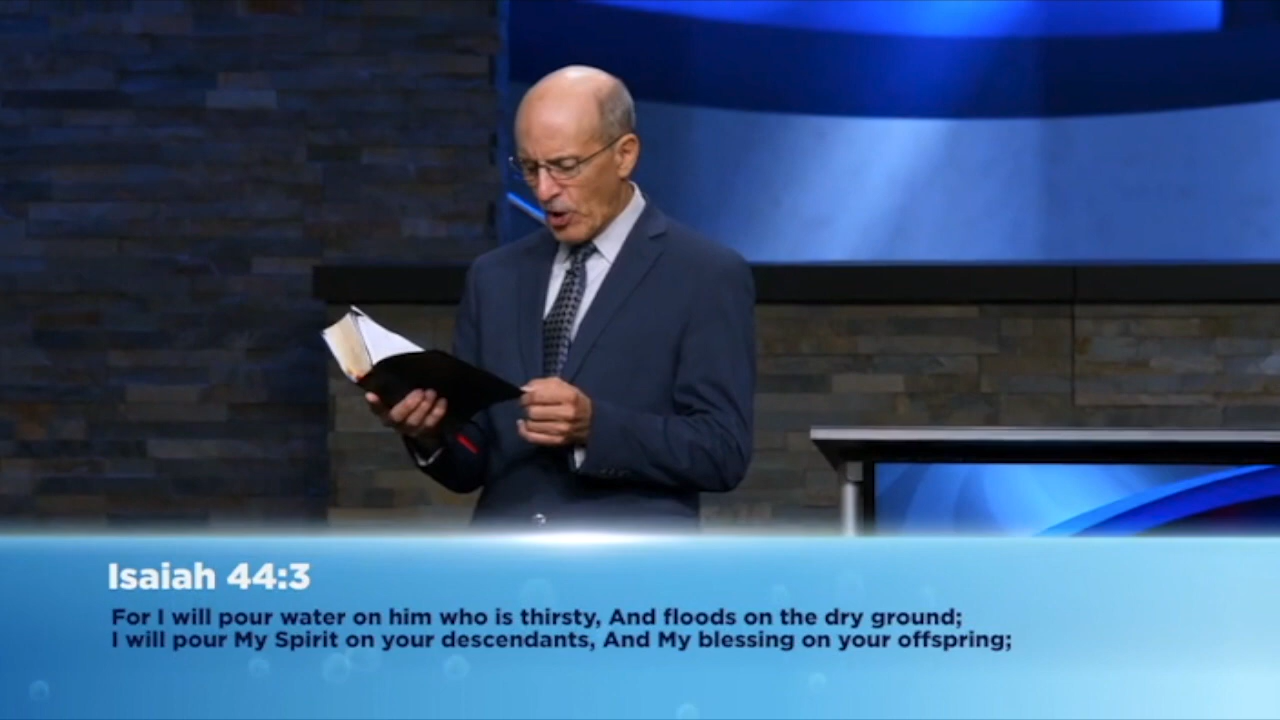 Isaiah 44:3
For I will pour water on him who is thirsty, And floods on the dry ground;
I will pour My Spirit on your descendants, And My blessing on your offspring;